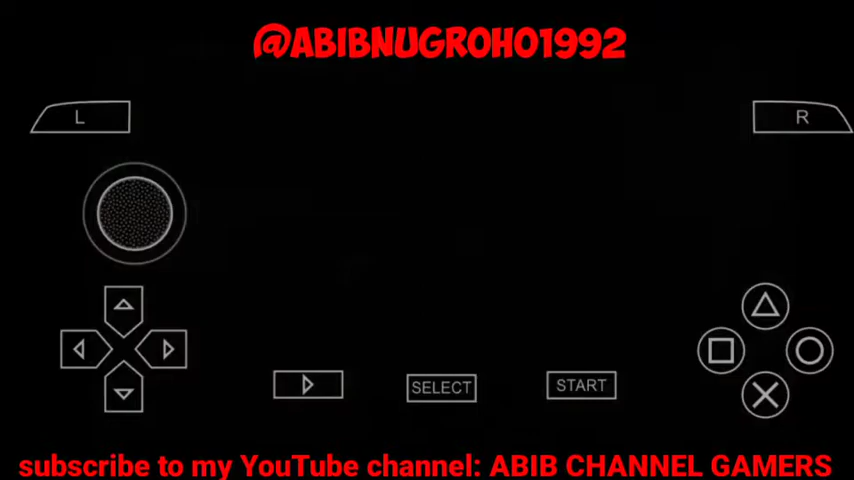 @ABIBNUGROHO1992
L
R
SELECT
START
subscribe to my YouTube channel: ABIB CHANNEL GAMERS